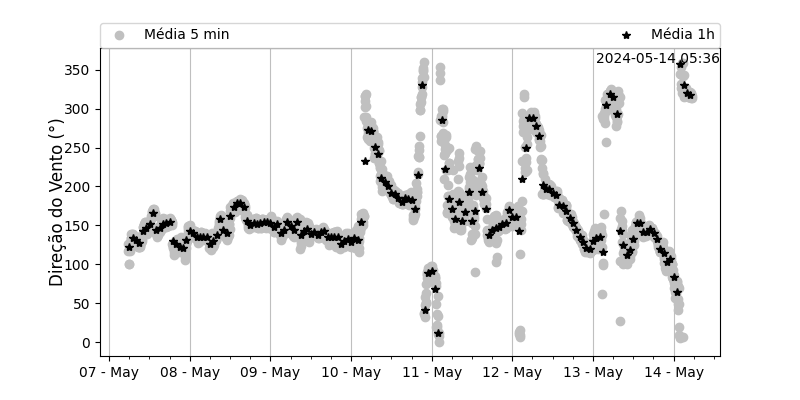 Média 5 min
Média 1h
2024-05-14 05:36
Direção do Vento (°)
350
300
250
200
150
100
50
0
07 - May
08 - May
09 - May
10 - May
11 - May
12 - May
13 - May
14 - May